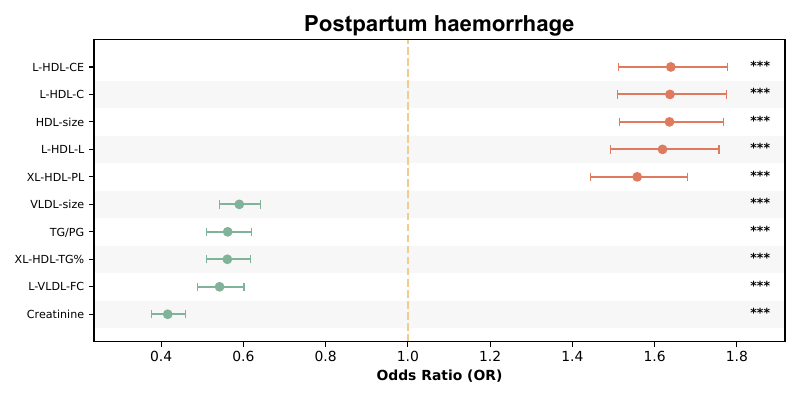 Postpartum haemorrhage
L-HDL-CE ***
L-HDL-C ***
HDL-size ***
L-HDL-L ***
XL-HDL-PL ***
VLDL-size ***
TG/PG ***
XL-HDL-TG% ***
L-VLDL-FC ***
Creatinine ***
0.4 0.6 0.8 1.0 1.2 1.4 1.6 1.8
Odds Ratio (OR)